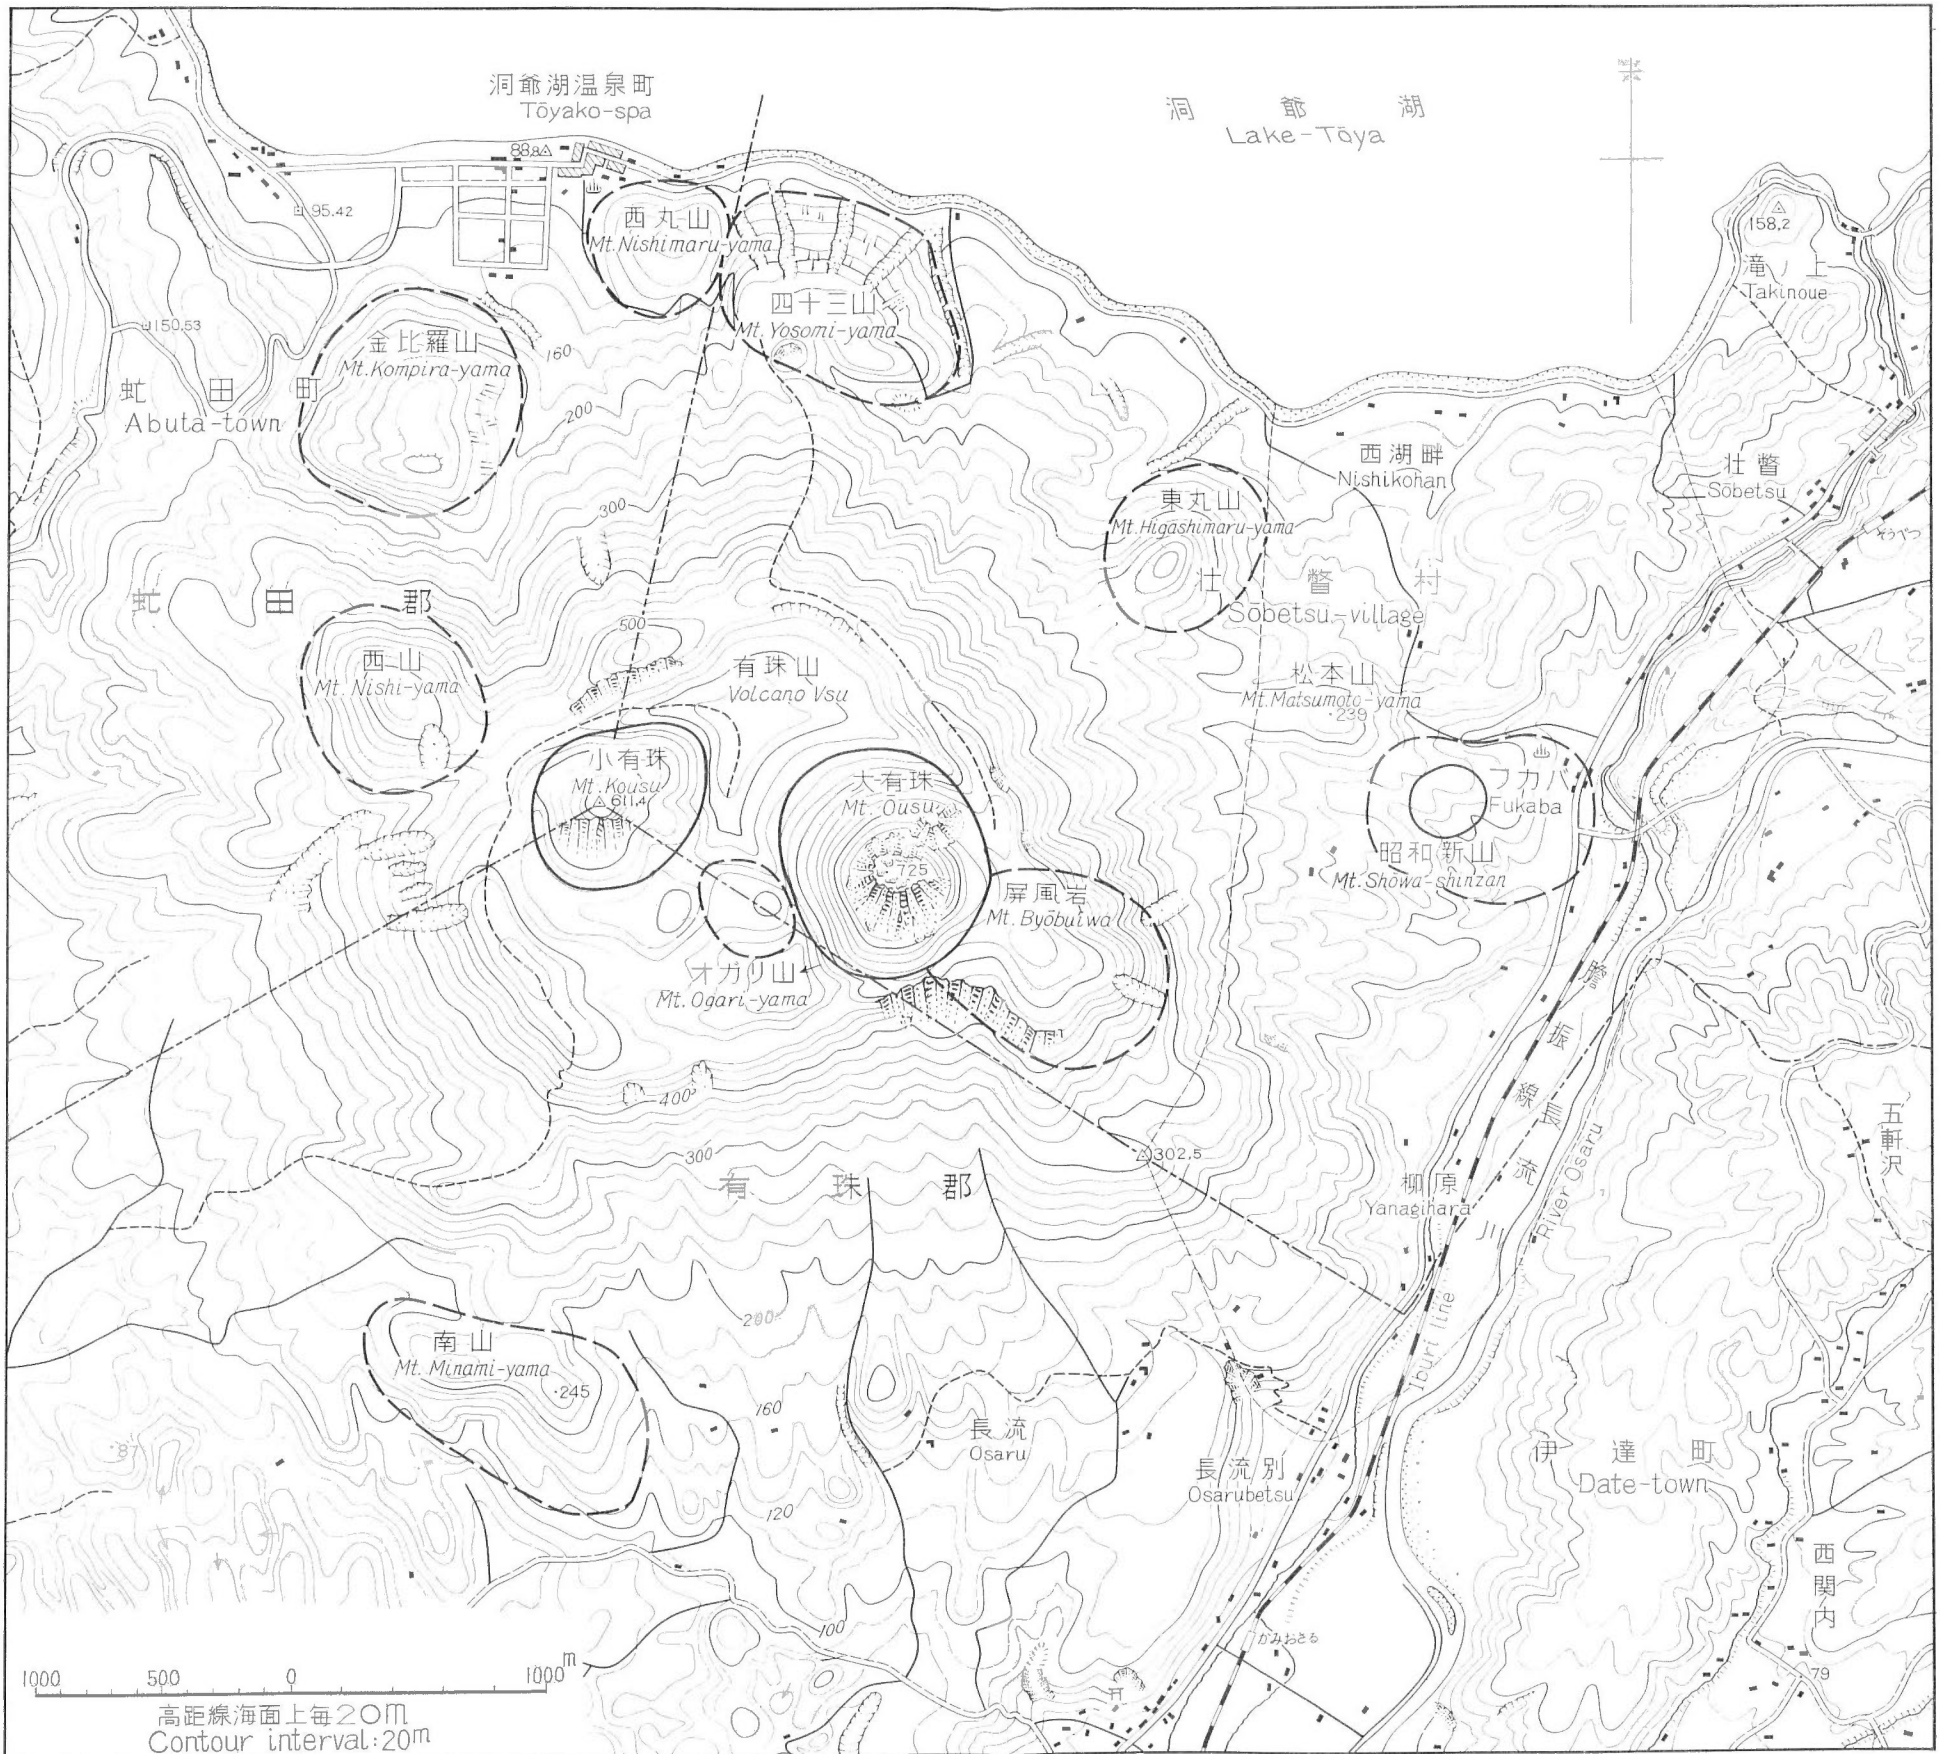 洞爺湖温泉町
Tōyako-spa
洞爺湖
Lake-Tōya
88.8
95.42
西丸山
Mt. Nishimaru-yama
158.2
滝ノ上
Takinoue
四十三山
Mt. Yosomi-yama
150.53
金比羅山
Mt. Kompira-yama
160
虻田町
Abuta-town
200
西湖畔
Nishikohan
壮瞥
Sōbetsu
東丸山
Mt. Higashimaru-yama
300
そうべつ
虻田郡
壮瞥村
Sōbetsu-village
500
西山
Mt. Nishi-yama
有珠山
Volcano Vsu
松本山
Mt. Matsumoto-yama
239
小有珠
Mt. Kousu
611.4
大有珠
Mt. Ousu
725
フカバ
Fukaba
昭和新山
Mt. Shōwa-shinzan
屏風岩
Mt. Byōbuiwa
オガリ山
Mt. Ogari-yama
胆振線
400
五軒沢
長流川
River Osaru
300
302.5
有珠郡
柳原
Yanagihara
Iburi line
200
南山
Mt. Minami-yama
245
160
87
長流
Osaru
長流別
Osarubetsu
伊達町
Date-town
120
西関内
100
かみおさる
79
1000 500 0 1000m
高距線海面上毎20m
Contour interval: 20m